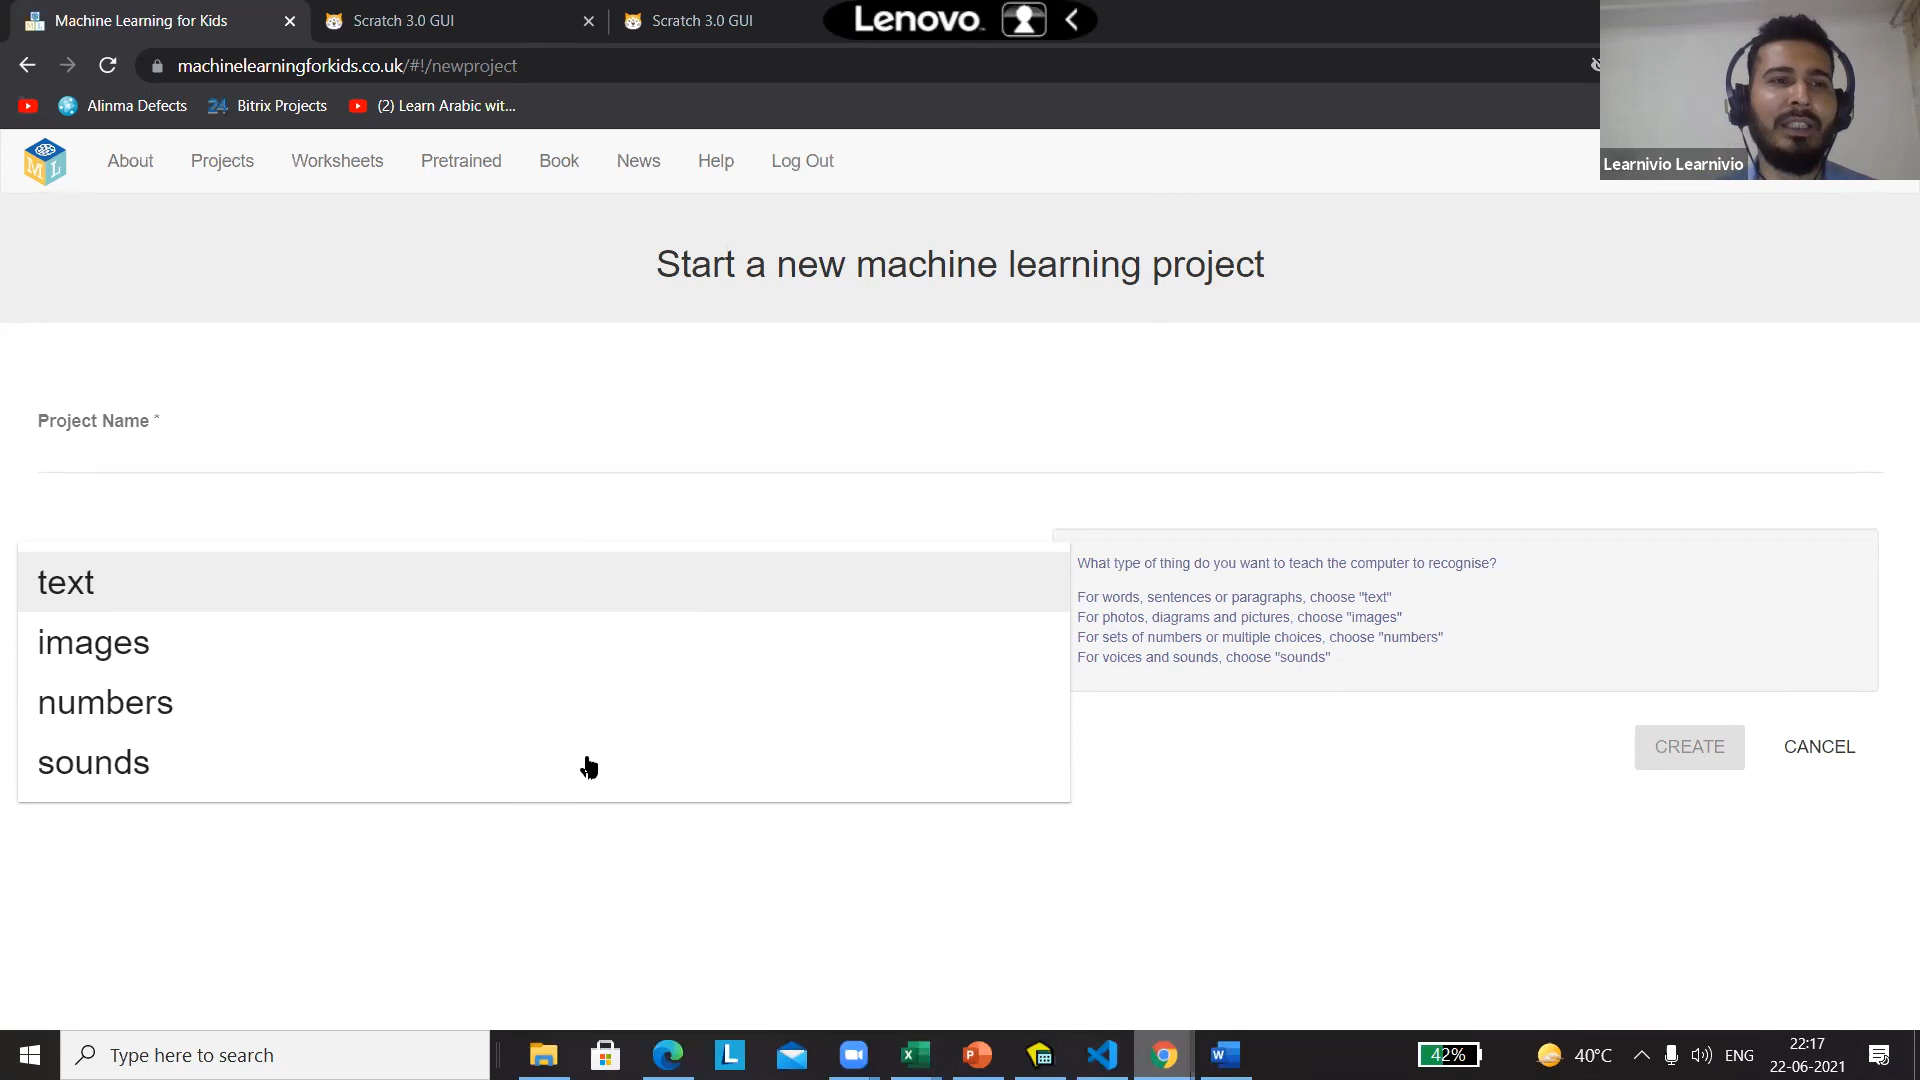 Machine Learning for Kids
Scratch 3.0 GUI
Scratch 3.0 GUI
Lenovo
machinelearningforkids.co.uk/#!/newproject
Alinma Defects
24 Bitrix Projects
(2) Learn Arabic wit...
Learnivio Learnivio
ML
About
Projects
Worksheets
Pretrained
Book
News
Help
Log Out
Start a new machine learning project
Project Name *
text
images
numbers
sounds
What type of thing do you want to teach the computer to recognise?
For words, sentences or paragraphs, choose "text"
For photos, diagrams and pictures, choose "images"
For sets of numbers or multiple choices, choose "numbers"
For voices and sounds, choose "sounds"
CREATE
CANCEL
Type here to search
L
42%
40°C
ENG
22:17
22-06-2021